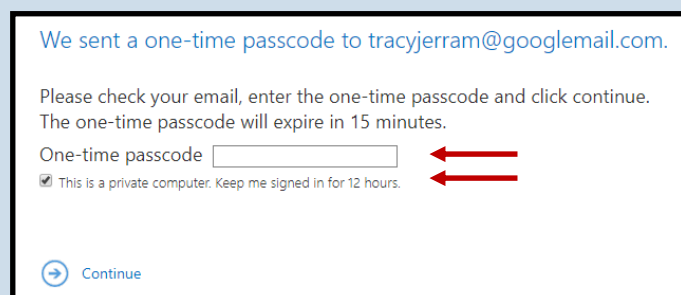 We sent a one-time passcode to tracyjerram@googlemail.com.
Please check your email, enter the one-time passcode and click continue.
The one-time passcode will expire in 15 minutes.
One-time passcode
This is a private computer. Keep me signed in for 12 hours.
Continue